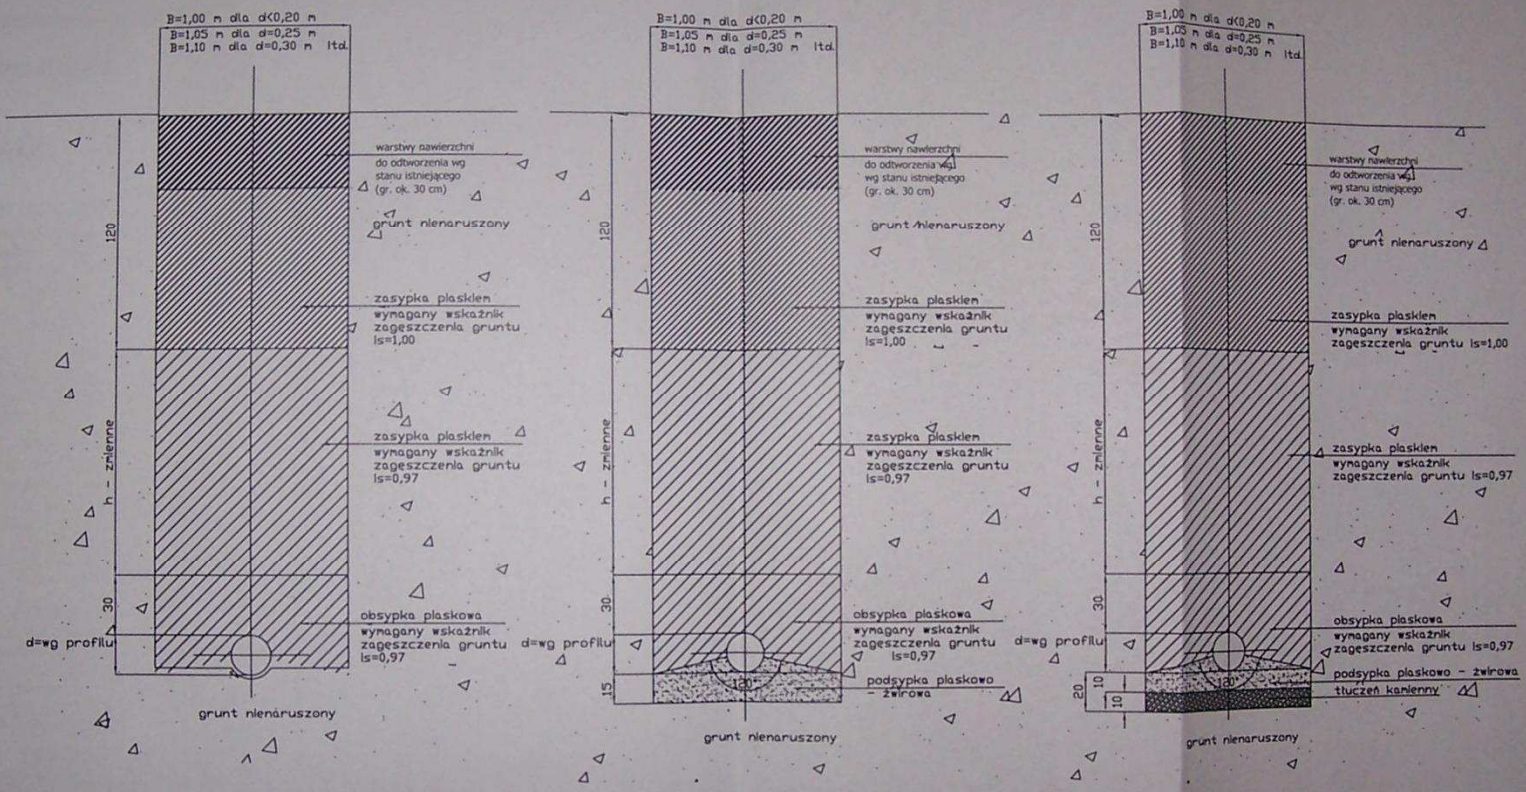 B=1,00 m dla d<0,20 m
B=1,05 m dla d=0,25 m
B=1,10 m dla d=0,30 m Itd.
warstwy nawierzchni
do odtworzenia wg
stanu istniejącego
(gr. ok. 30 cm)
grunt nienaruszony
120
zasypka piaskiem
wymagany wskaźnik
zagęszczenia gruntu
Is=1,00
h - zmienne
zasypka piaskiem
wymagany wskaźnik
zagęszczenia gruntu
Is=0,97
30
obsypka piaskowa
wymagany wskaźnik
zagęszczenia gruntu
Is=0,97
d=wg profilu
grunt nienaruszony
B=1,00 m dla d<0,20 m
B=1,05 m dla d=0,25 m
B=1,10 m dla d=0,30 m Itd.
warstwy nawierzchni
do odtworzenia wg
wg stanu istniejącego
(gr. ok. 30 cm)
grunt nienaruszony
120
zasypka piaskiem
wymagany wskaźnik
zagęszczenia gruntu
Is=1,00
h - zmienne
zasypka piaskiem
wymagany wskaźnik
zagęszczenia gruntu
Is=0,97
30
obsypka piaskowa
wymagany wskaźnik
zagęszczenia gruntu
Is=0,97
d=wg profilu
120°
15
podsypka piaskowo
- żwirowa
grunt nienaruszony
B=1,00 m dla d<0,20 m
B=1,05 m dla d=0,25 m
B=1,10 m dla d=0,30 m Itd.
warstwy nawierzchni
do odtworzenia wg
wg stanu istniejącego
(gr. ok. 30 cm)
grunt nienaruszony
120
zasypka piaskiem
wymagany wskaźnik
zagęszczenia gruntu Is=1,00
h - zmienne
zasypka piaskiem
wymagany wskaźnik
zagęszczenia gruntu Is=0,97
30
obsypka piaskowa
wymagany wskaźnik
zagęszczenia gruntu Is=0,97
d=wg profilu
120°
20
10
10
podsypka piaskowo - żwirowa
tłuczeń kamienny
grunt nienaruszony